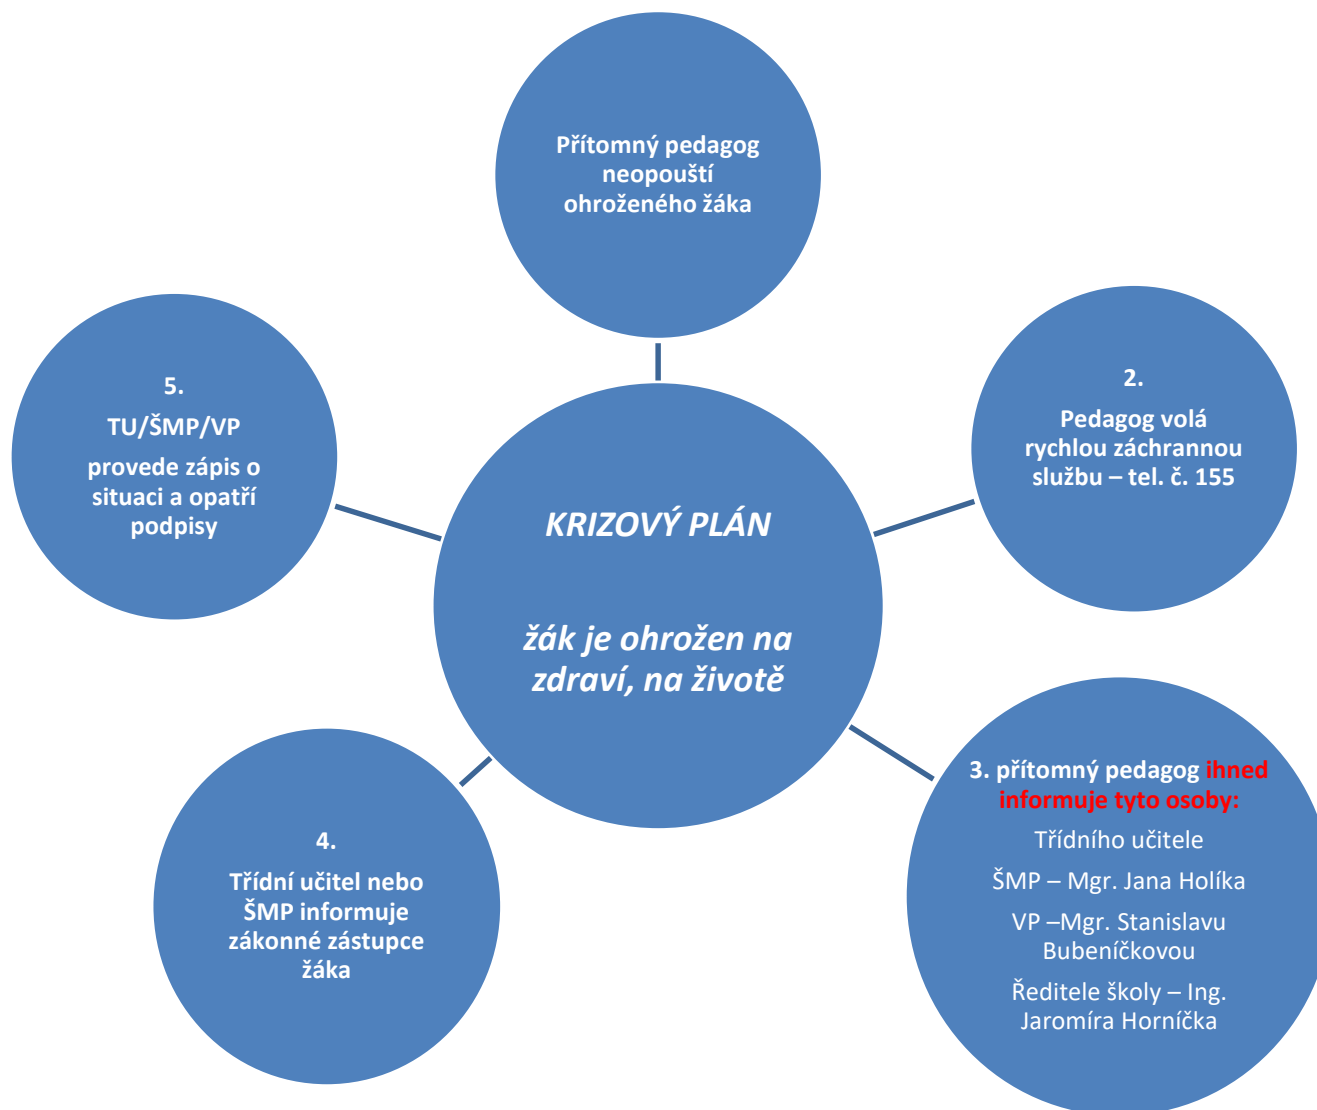 Přítomný pedagog
neopouští
ohroženého žáka
2.
Pedagog volá
rychlou záchrannou
službu – tel. č. 155
3. přítomný pedagog ihned
informuje tyto osoby:
Třídního učitele
ŠMP – Mgr. Jana Holíka
VP –Mgr. Stanislavu
Bubeníčkovou
Ředitele školy – Ing.
Jaromíra Horníčka
4.
Třídní učitel nebo
ŠMP informuje
zákonné zástupce
žáka
5.
TU/ŠMP/VP
provede zápis o
situaci a opatří
podpisy
KRIZOVÝ PLÁN
žák je ohrožen na
zdraví, na životě